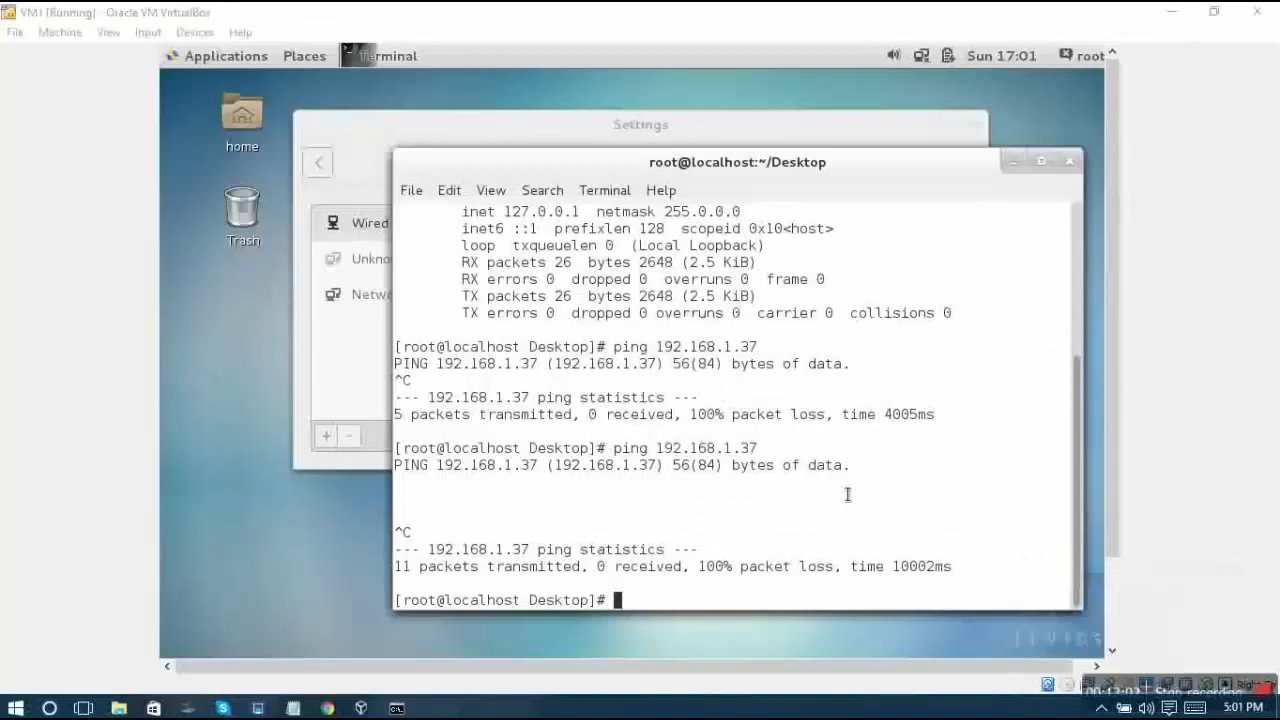 VM1 [Running] - Oracle VM VirtualBox
File Machine View Input Devices Help
Applications Places Terminal Sun 17:01 root
home
Trash
Settings
Wired
Unkno
Netwo
+ -
root@localhost:~/Desktop
File Edit View Search Terminal Help
inet 127.0.0.1 netmask 255.0.0.0
inet6 ::1 prefixlen 128 scopeid 0x10<host>
loop txqueuelen 0 (Local Loopback)
RX packets 26 bytes 2648 (2.5 KiB)
RX errors 0 dropped 0 overruns 0 frame 0
TX packets 26 bytes 2648 (2.5 KiB)
TX errors 0 dropped 0 overruns 0 carrier 0 collisions 0
[root@localhost Desktop]# ping 192.168.1.37
PING 192.168.1.37 (192.168.1.37) 56(84) bytes of data.
^C
--- 192.168.1.37 ping statistics ---
5 packets transmitted, 0 received, 100% packet loss, time 4005ms
[root@localhost Desktop]# ping 192.168.1.37
PING 192.168.1.37 (192.168.1.37) 56(84) bytes of data.
^C
--- 192.168.1.37 ping statistics ---
11 packets transmitted, 0 received, 100% packet loss, time 10002ms
[root@localhost Desktop]#
Stop recording
5:01 PM